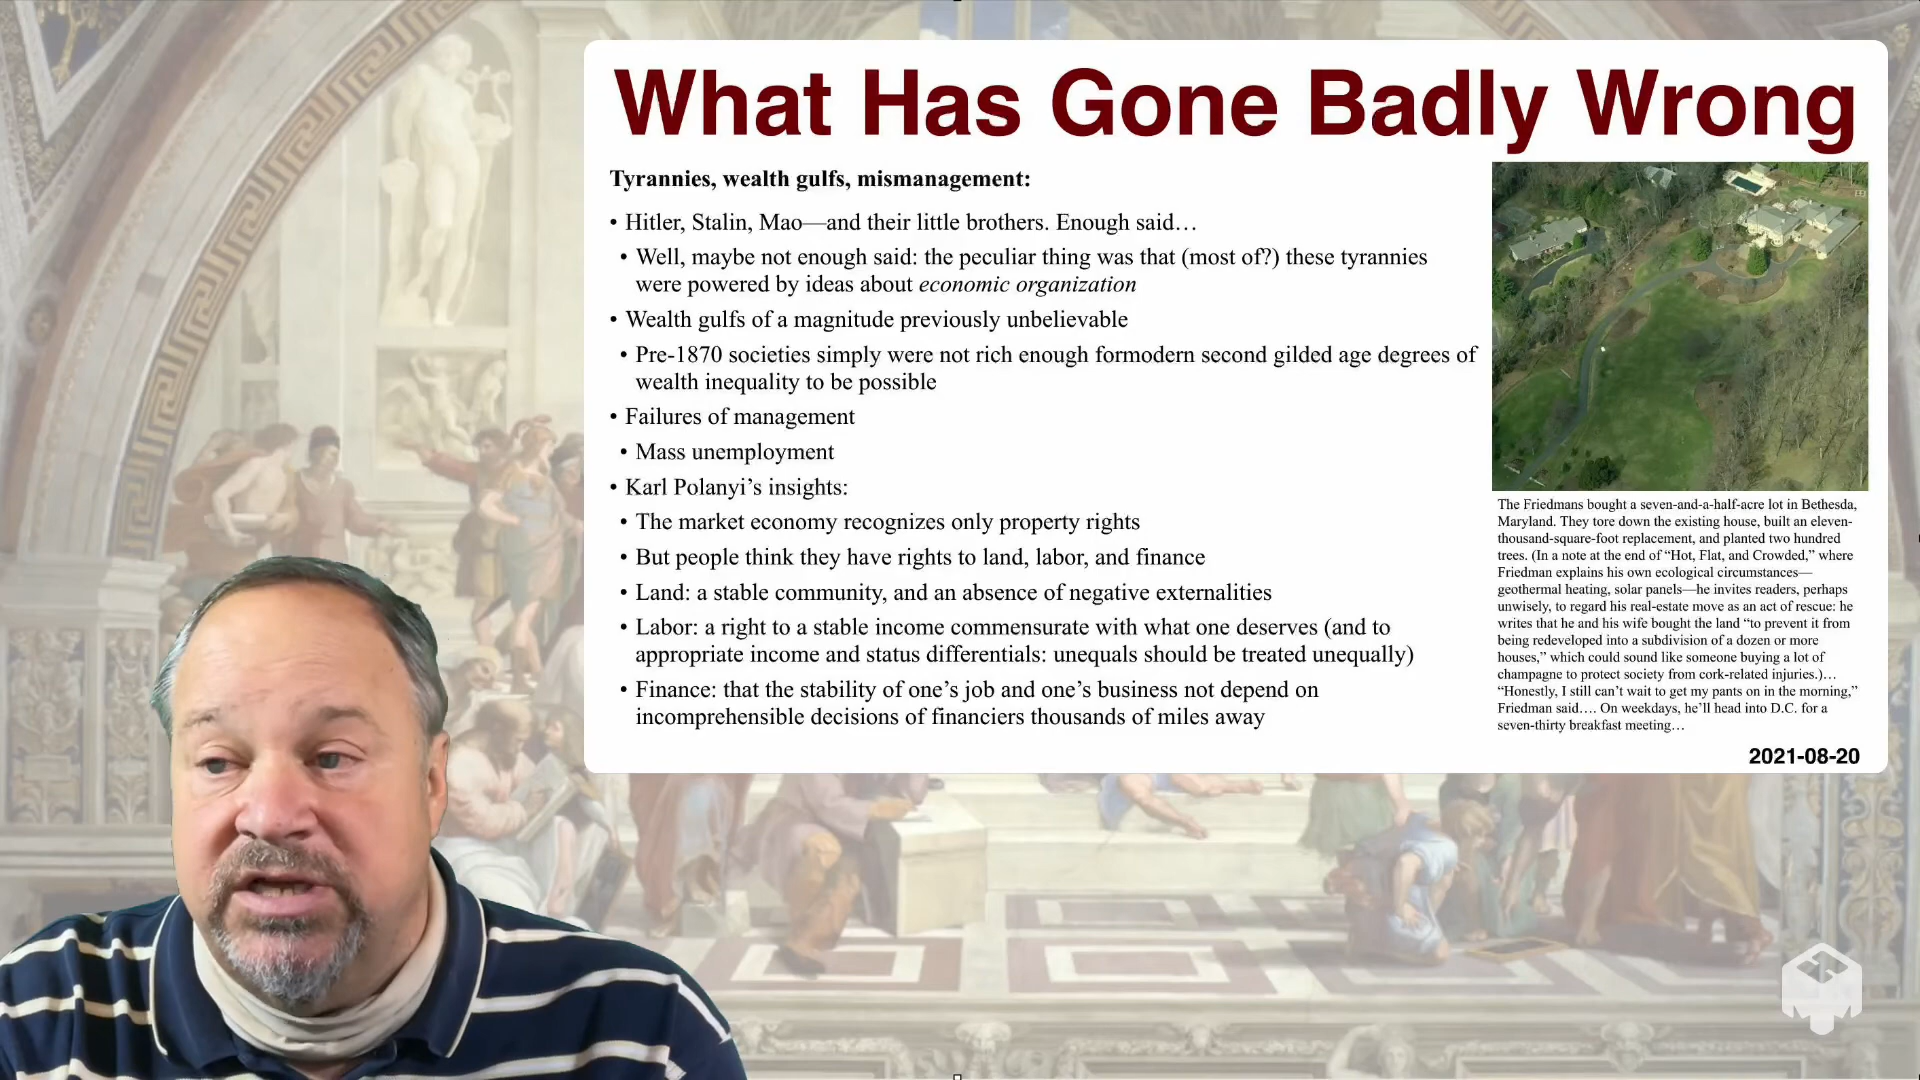 What Has Gone Badly Wrong
Tyrannies, wealth gulfs, mismanagement:
• Hitler, Stalin, Mao—and their little brothers. Enough said…
• Well, maybe not enough said: the peculiar thing was that (most of?) these tyrannies
were powered by ideas about economic organization
• Wealth gulfs of a magnitude previously unbelievable
• Pre-1870 societies simply were not rich enough formodern second gilded age degrees of
wealth inequality to be possible
• Failures of management
• Mass unemployment
• Karl Polanyi’s insights:
• The market economy recognizes only property rights
• But people think they have rights to land, labor, and finance
• Land: a stable community, and an absence of negative externalities
• Labor: a right to a stable income commensurate with what one deserves (and to
appropriate income and status differentials: unequals should be treated unequally)
• Finance: that the stability of one’s job and one’s business not depend on
incomprehensible decisions of financiers thousands of miles away
The Friedmans bought a seven-and-a-half-acre lot in Bethesda,
Maryland. They tore down the existing house, built an eleven-
thousand-square-foot replacement, and planted two hundred
trees. (In a note at the end of “Hot, Flat, and Crowded,” where
Friedman explains his own ecological circumstances—
geothermal heating, solar panels—he invites readers, perhaps
unwisely, to regard his real-estate move as an act of rescue: he
writes that he and his wife bought the land “to prevent it from
being redeveloped into a subdivision of a dozen or more
houses,” which could sound like someone buying a lot of
champagne to protect society from cork-related injuries.)…
“Honestly, I still can’t wait to get my pants on in the morning,”
Friedman said…. On weekdays, he’ll head into D.C. for a
seven-thirty breakfast meeting…
2021-08-20